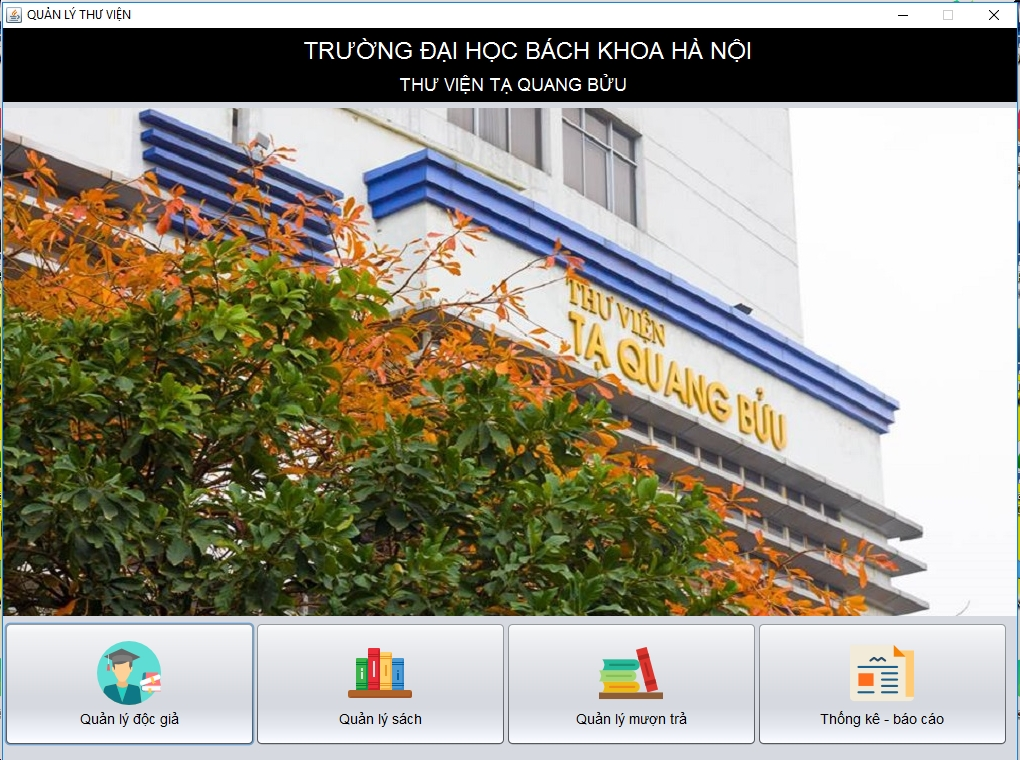 QUẢN LÝ THƯ VIỆN
TRƯỜNG ĐẠI HỌC BÁCH KHOA HÀ NỘI
THƯ VIỆN TẠ QUANG BỬU
THƯ VIỆN
TẠ QUANG BỬU
Quản lý độc giả
Quản lý sách
Quản lý mượn trả
Thống kê - báo cáo